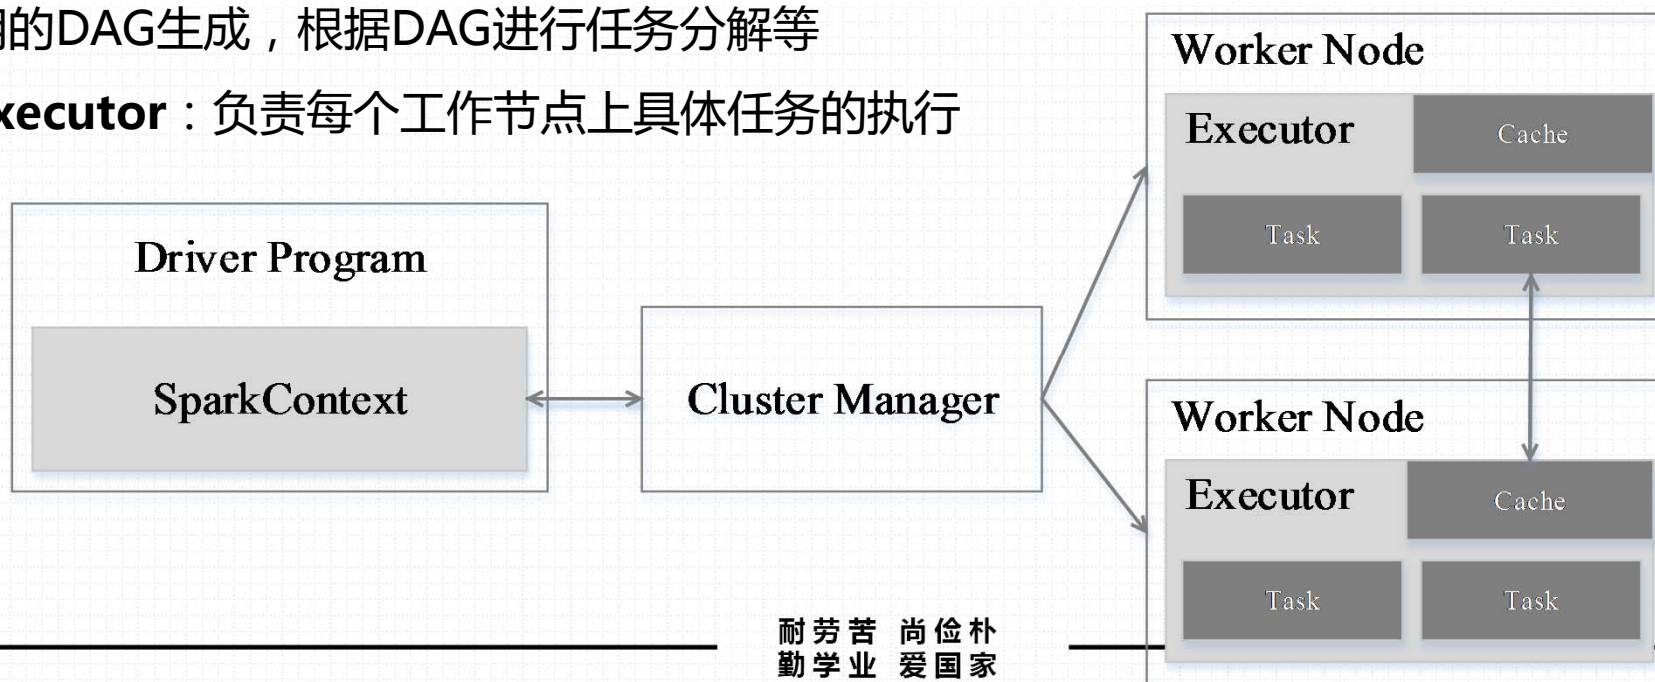 的DAG生成，根据DAG进行任务分解等
xecutor：负责每个工作节点上具体任务的执行
Driver Program
SparkContext
Cluster Manager
Worker Node
Executor
Cache
Task
Task
Worker Node
Executor
Cache
Task
Task
耐劳苦 尚俭朴
勤学业 爱国家